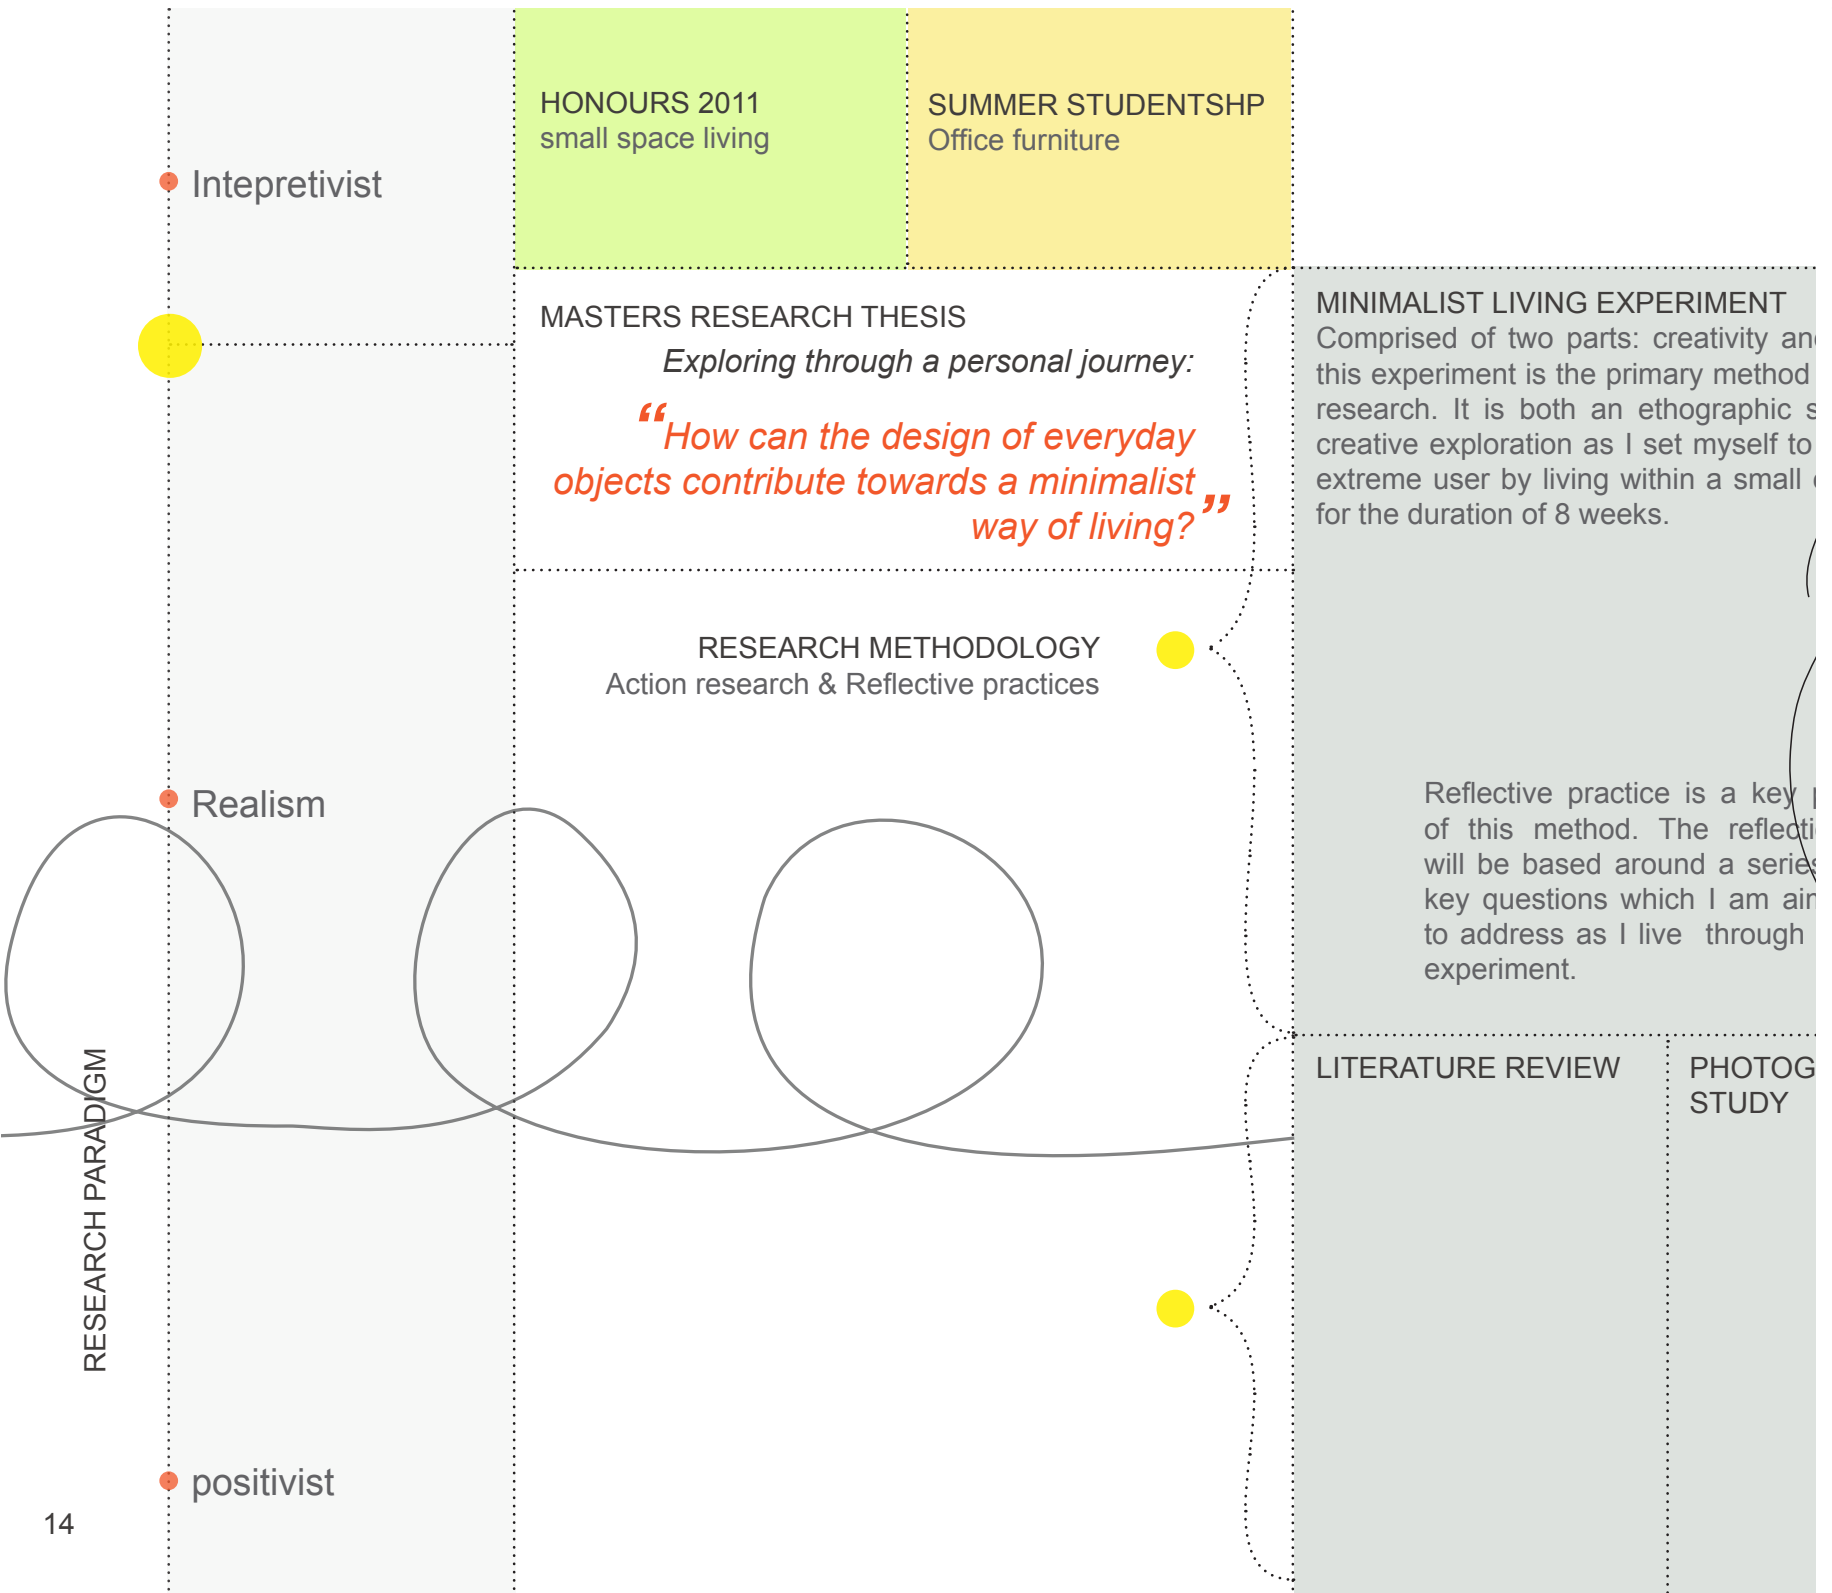 HONOURS 2011
small space living
SUMMER STUDENTSHP
Office furniture
Intepretivist
MASTERS RESEARCH THESIS
Exploring through a personal journey:
“How can the design of everyday
objects contribute towards a minimalist
way of living?”
RESEARCH METHODOLOGY
Action research & Reflective practices
Realism
RESEARCH PARADIGM
positivist
MINIMALIST LIVING EXPERIMENT
Comprised of two parts: creativity and
this experiment is the primary method
research. It is both an ethographic
creative exploration as I set myself to
extreme user by living within a small
for the duration of 8 weeks.
Reflective practice is a key
of this method. The
will be based around a series
key questions which I am
to address as I live through
experiment.
LITERATURE REVIEW
PHOTOG
STUDY
14